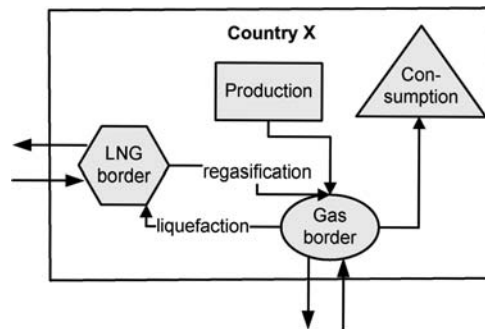 Country X
Production
Con-
sumption
LNG
border
regasification
liquefaction
Gas
border